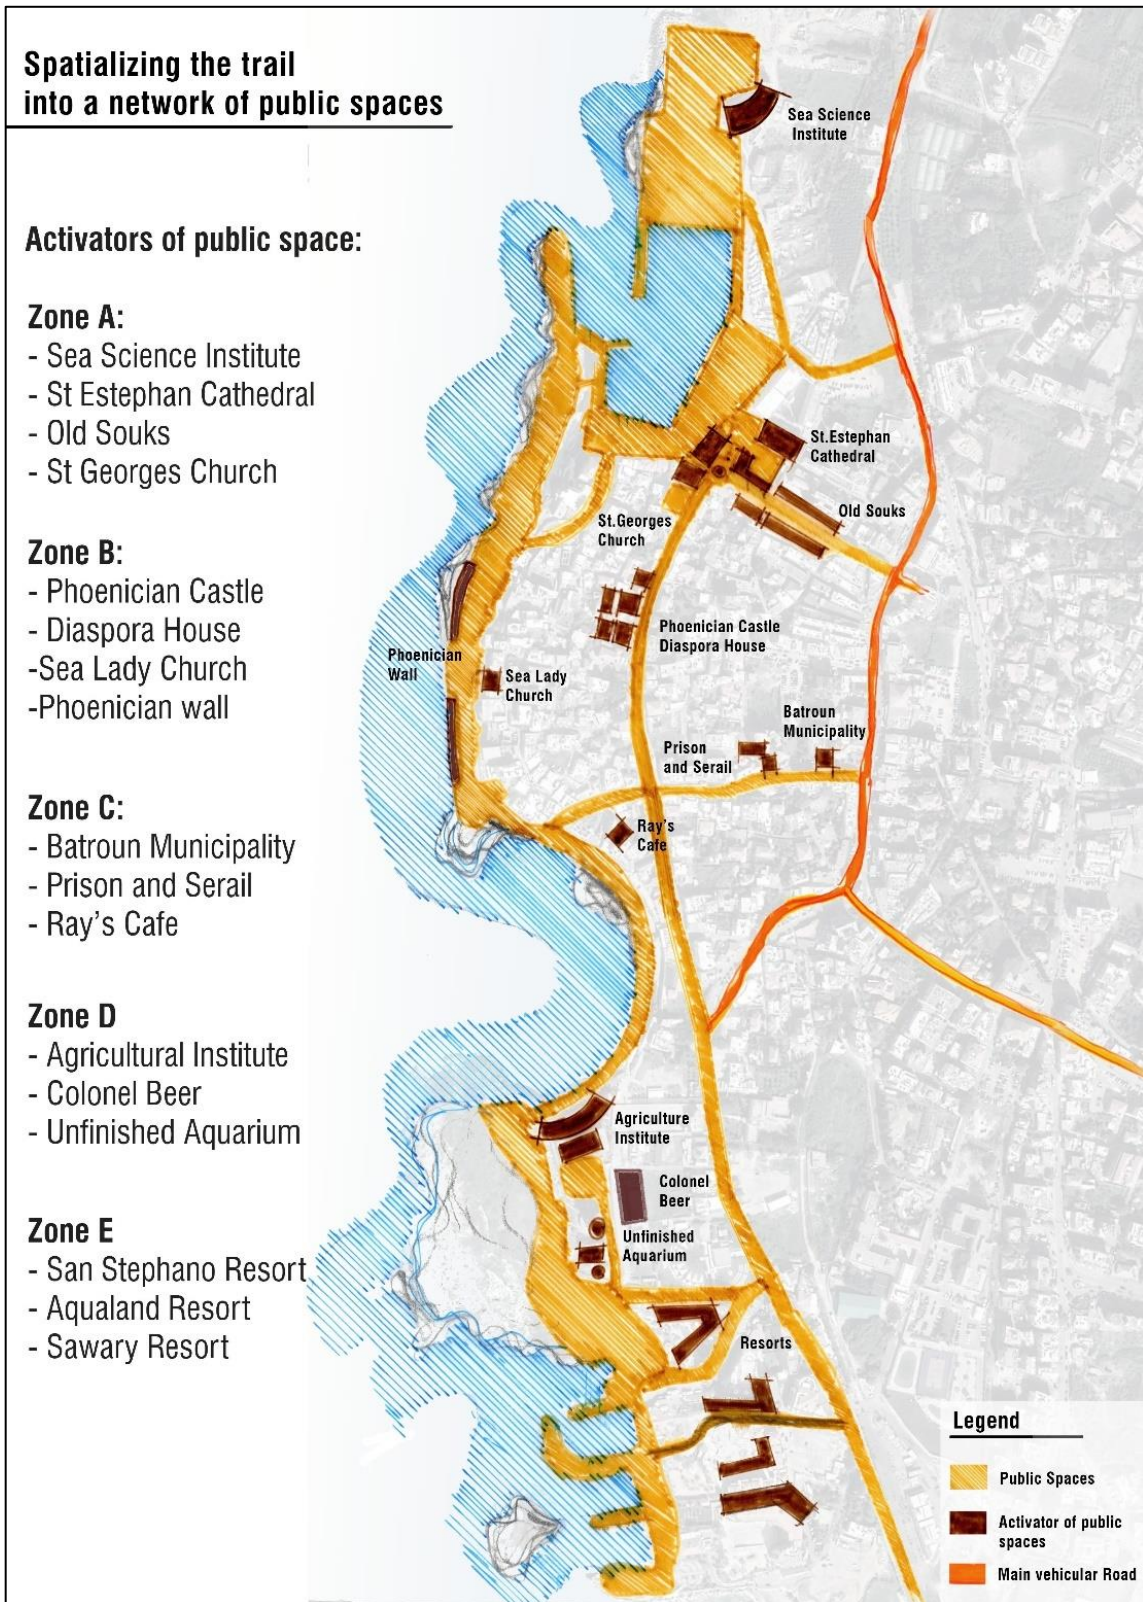 Spatializing the trail
into a network of public spaces
Activators of public space:
Zone A:
- Sea Science Institute
- St Estephan Cathedral
- Old Souks
- St Georges Church
Zone B:
- Phoenician Castle
- Diaspora House
-Sea Lady Church
-Phoenician wall
Zone C:
- Batroun Municipality
- Prison and Serail
- Ray's Cafe
Zone D
- Agricultural Institute
- Colonel Beer
- Unfinished Aquarium
Zone E
- San Stephano Resort
- Aqualand Resort
- Sawary Resort
Sea Science
Institute
St.Estephan
Cathedral
Old Souks
St.Georges
Church
Phoenician Castle
Diaspora House
Phoenician
Wall
Sea Lady
Church
Batroun
Municipality
Prison
and Serail
Ray's
Cafe
Agriculture
Institute
Colonel
Beer
Unfinished
Aquarium
Resorts
Legend
Public Spaces
Activator of public
spaces
Main vehicular Road